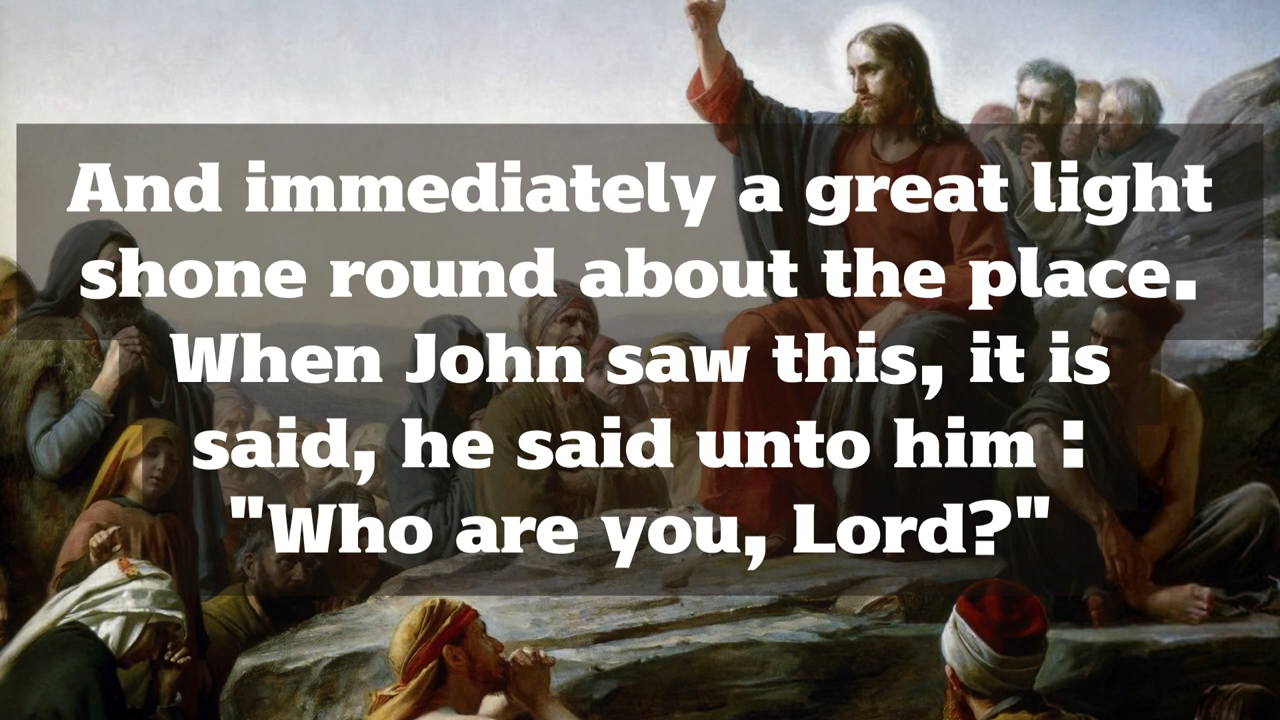 And immediately a great light
shone round about the place.
When John saw this, it is
said, he said unto him :
"Who are you, Lord?"